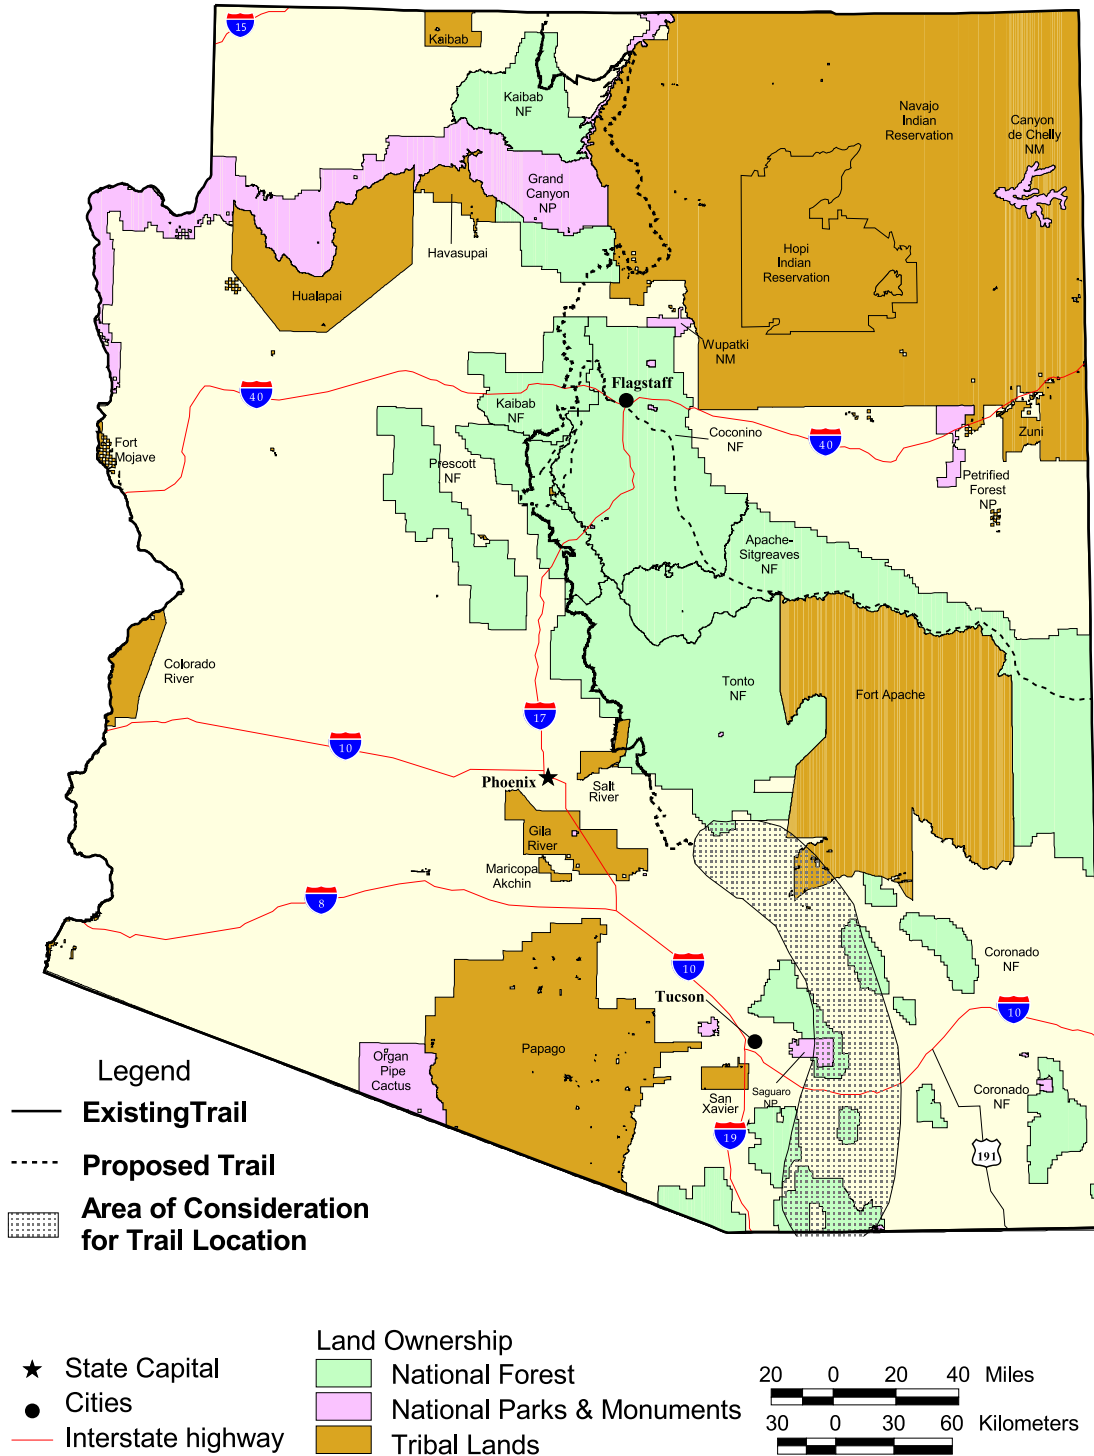 15
Kaibab
Kaibab
NF
Navajo
Indian
Reservation
Canyon
de Chelly
NM
Grand
Canyon
NP
Havasupai
Hopi
Indian
Reservation
Hualapai
Wupatki
NM
Flagstaff
40
Kaibab
NF
Coconino
NF
40
Zuni
Fort
Mojave
Prescott
NF
Petrified
Forest
NP
Apache-
Sitgreaves
NF
Colorado
River
Tonto
NF
Fort Apache
17
10
Phoenix
Salt
River
Gila
River
Maricopa
Akchin
8
Coronado
NF
10
Tucson
10
Papago
Organ
Pipe
Cactus
San
Xavier
Saguaro
NP
Coronado
NF
19
191
Legend
ExistingTrail
Proposed Trail
Area of Consideration
for Trail Location
State Capital
Cities
Interstate highway
Land Ownership
National Forest
National Parks & Monuments
Tribal Lands
20 0 20 40 Miles
30 0 30 60 Kilometers